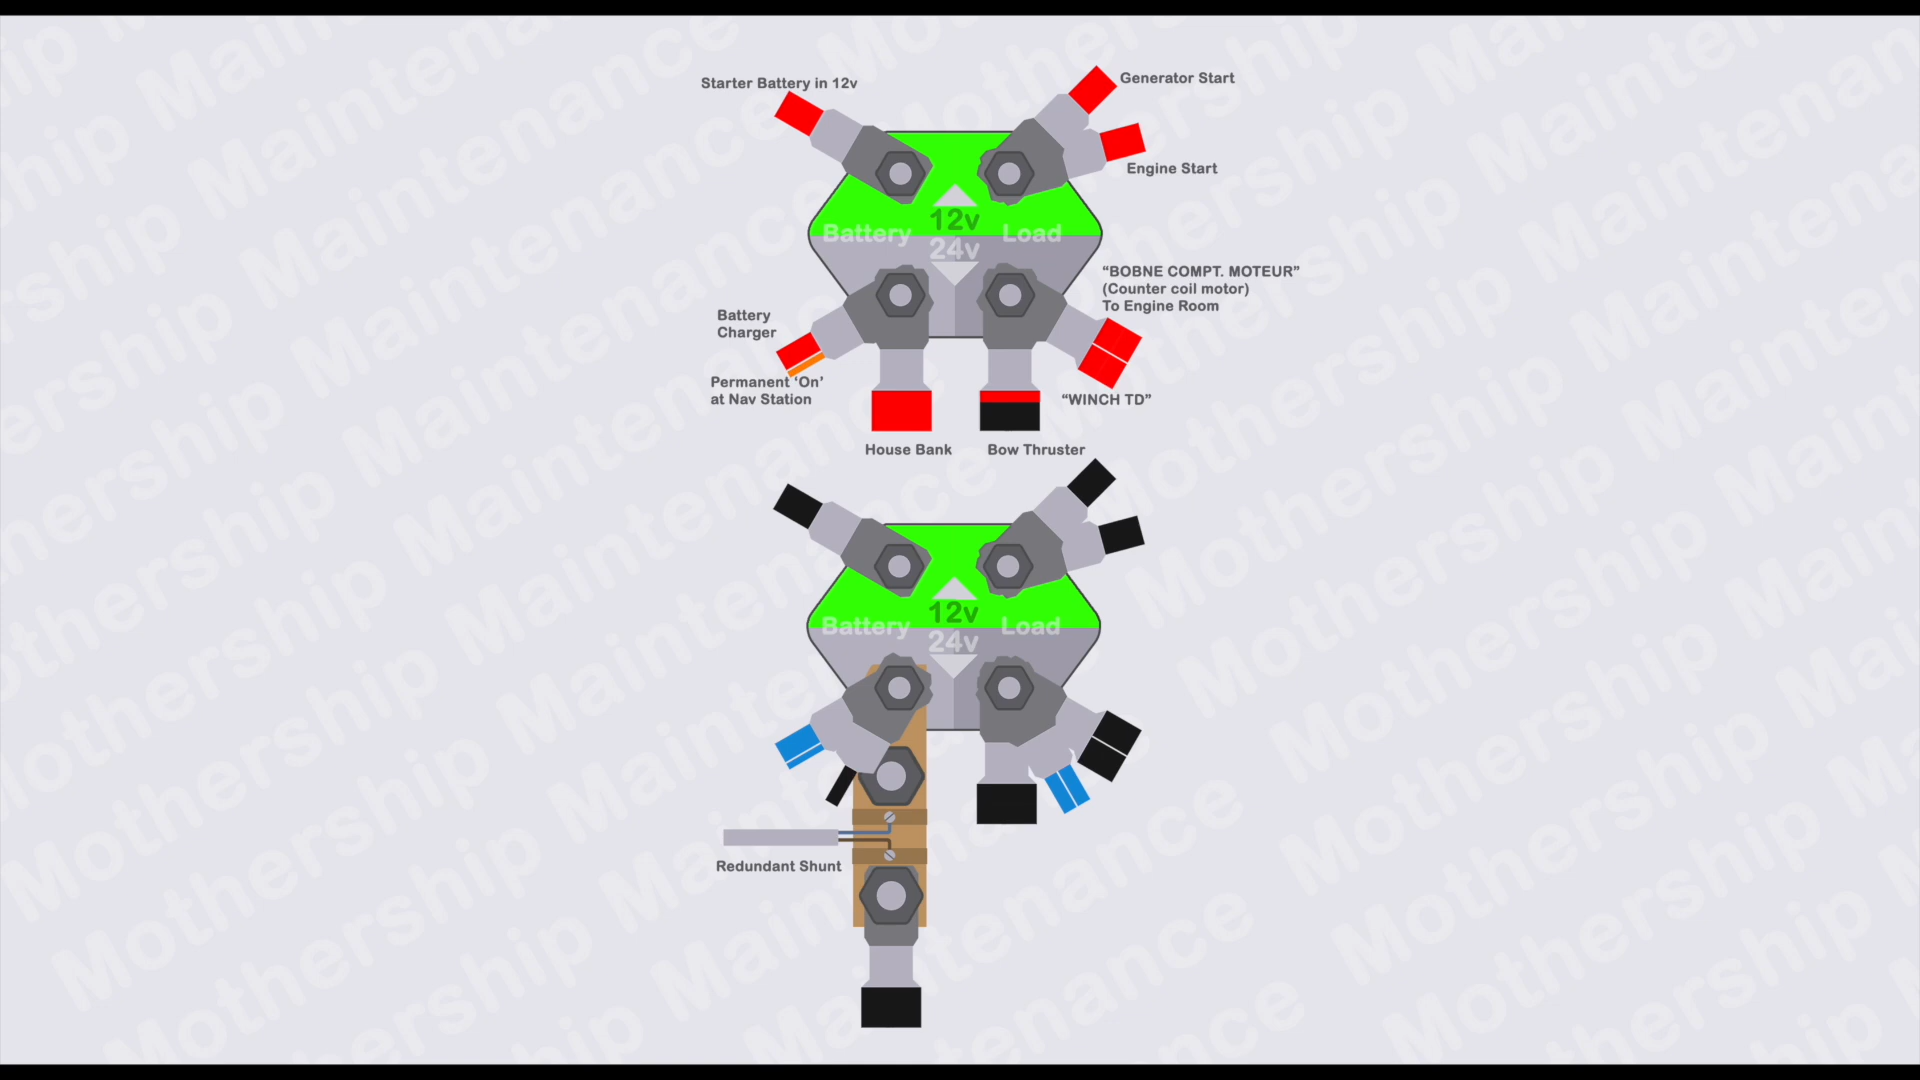 Starter Battery in 12v
Generator Start
Engine Start
12v
Battery
Load
24v
“BOBNE COMPT. MOTEUR”
(Counter coil motor)
To Engine Room
Battery
Charger
Permanent ‘On’
at Nav Station
“WINCH TD”
House Bank
Bow Thruster
12v
Battery
Load
24v
Redundant Shunt
Mothership Maintenance